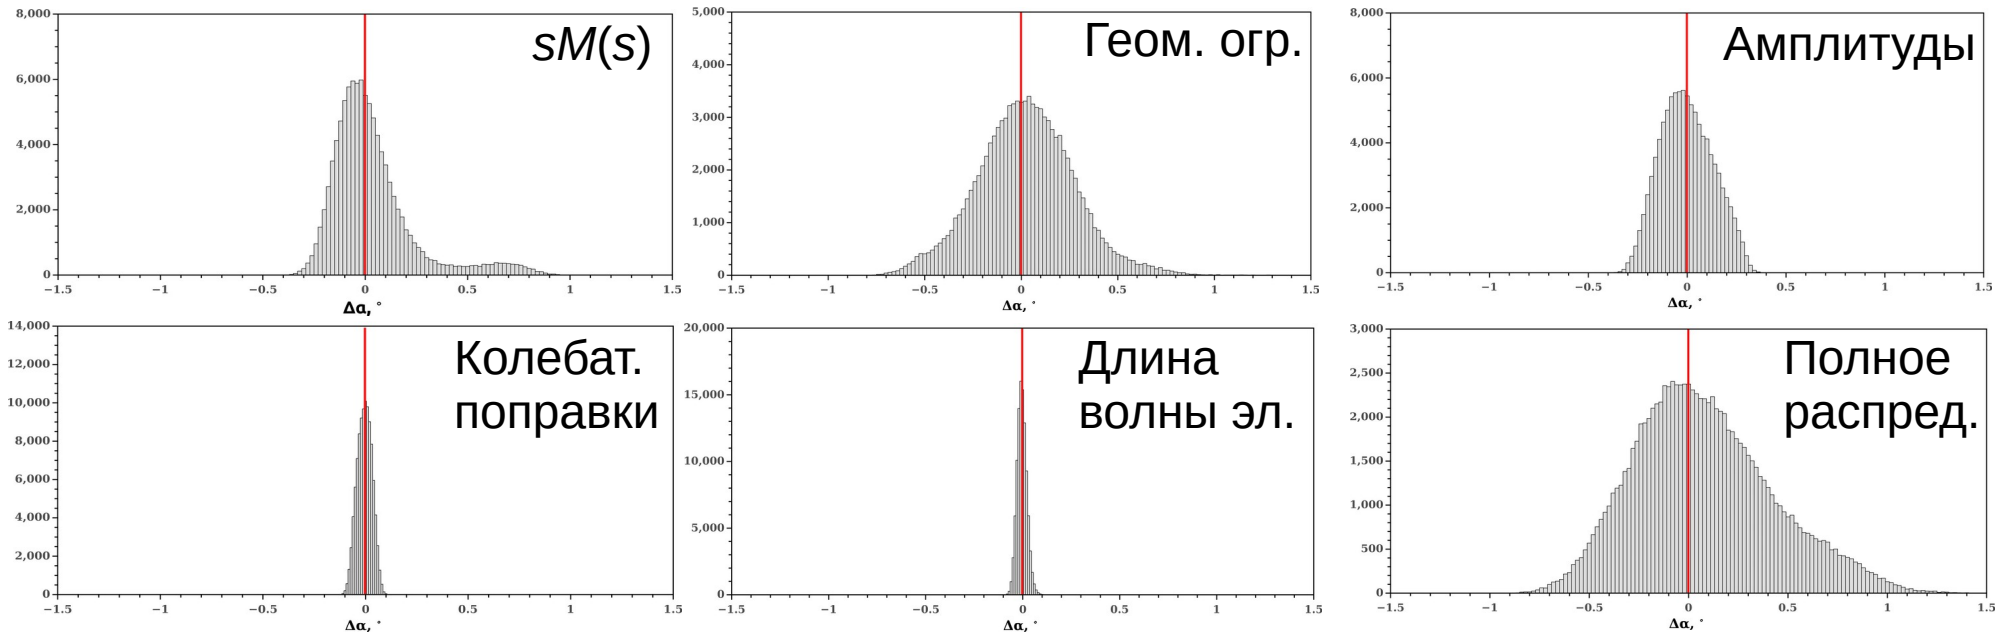 sM(s)
8,000
6,000
4,000
2,000
0
−1.5 −1 −0.5 0 0.5 1 1.5
Δα, °
Геом. огр.
5,000
4,000
3,000
2,000
1,000
0
−1.5 −1 −0.5 0 0.5 1 1.5
Δα, °
Амплитуды
8,000
6,000
4,000
2,000
0
−1.5 −1 −0.5 0 0.5 1 1.5
Δα, °
Колебат.
поправки
14,000
12,000
10,000
8,000
6,000
4,000
2,000
0
−1.5 −1 −0.5 0 0.5 1 1.5
Δα, °
Длина
волны эл.
20,000
15,000
10,000
5,000
0
−1.5 −1 −0.5 0 0.5 1 1.5
Δα, °
Полное
распред.
3,000
2,500
2,000
1,500
1,000
500
0
−1.5 −1 −0.5 0 0.5 1 1.5
Δα, °